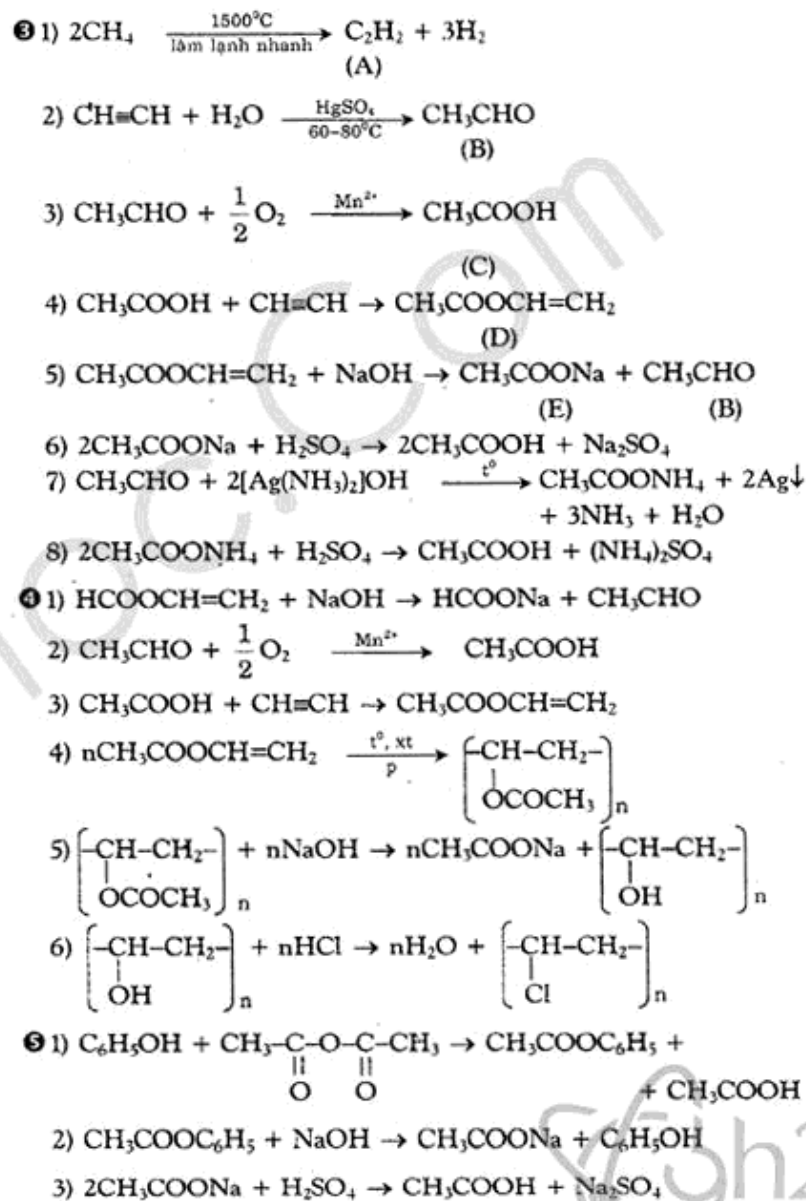 ❸ 1) 2CH₄ —1500°C / làm lạnh nhanh→ C₂H₂ + 3H₂
(A)
2) CH≡CH + H₂O —HgSO₄ / 60–80°C→ CH₃CHO
(B)
3) CH₃CHO + 1/2 O₂ —Mn²⁺→ CH₃COOH
(C)
4) CH₃COOH + CH≡CH → CH₃COOCH=CH₂
(D)
5) CH₃COOCH=CH₂ + NaOH → CH₃COONa + CH₃CHO
(E) (B)
6) 2CH₃COONa + H₂SO₄ → 2CH₃COOH + Na₂SO₄
7) CH₃CHO + 2[Ag(NH₃)₂]OH —t°→ CH₃COONH₄ + 2Ag↓
+ 3NH₃ + H₂O
8) 2CH₃COONH₄ + H₂SO₄ → CH₃COOH + (NH₄)₂SO₄
❹ 1) HCOOCH=CH₂ + NaOH → HCOONa + CH₃CHO
2) CH₃CHO + 1/2 O₂ —Mn²⁺→ CH₃COOH
3) CH₃COOH + CH≡CH → CH₃COOCH=CH₂
4) nCH₃COOCH=CH₂ —t°, xt / p→ [–CH–CH₂–]
OCOCH₃ n
5) [–CH–CH₂–] + nNaOH → nCH₃COONa + [–CH–CH₂–]
OCOCH₃ n OH n
6) [–CH–CH₂–] + nHCl → nH₂O + [–CH–CH₂–]
OH n Cl n
❺ 1) C₆H₅OH + CH₃–C–O–C–CH₃ → CH₃COOC₆H₅ +
O O + CH₃COOH
2) CH₃COOC₆H₅ + NaOH → CH₃COONa + C₆H₅OH
3) 2CH₃COONa + H₂SO₄ → CH₃COOH + Na₂SO₄